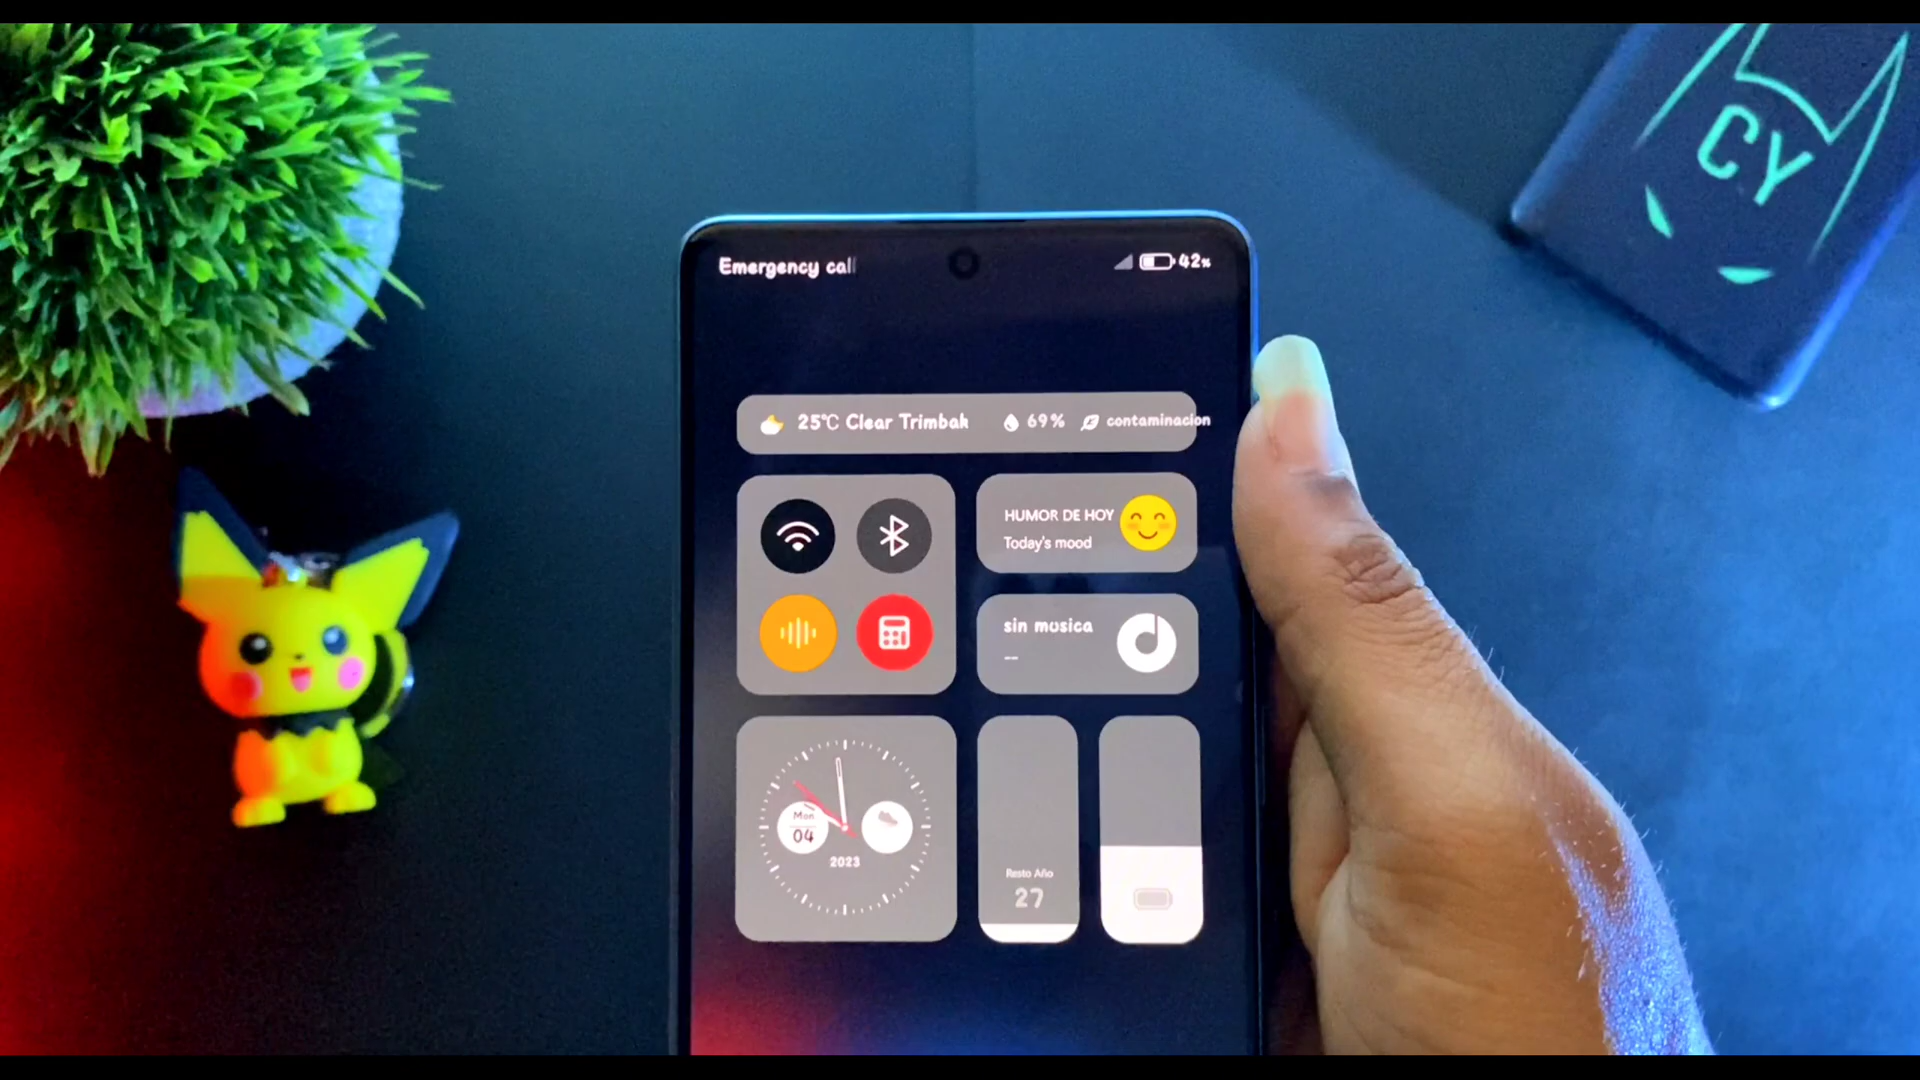 CY
Emergency call
42%
25℃ Clear Trimbak 69% contaminacion
HUMOR DE HOY
Today's mood
sin musica
--
Mon
04
2023
Resto Año
27